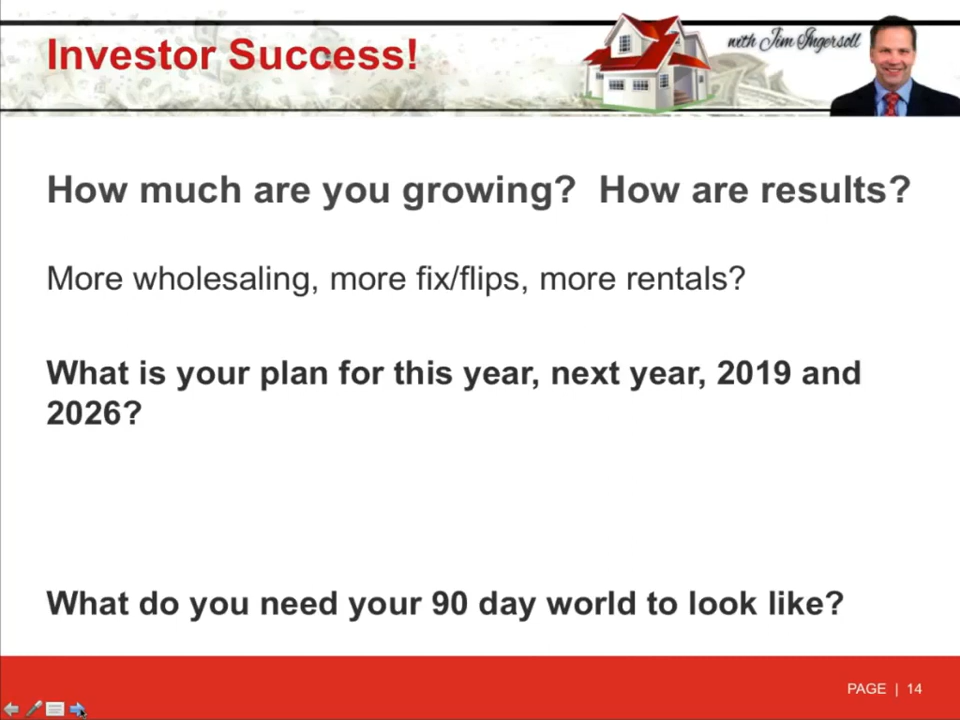 Investor Success!
with Jim Ingersoll
How much are you growing?  How are results?
More wholesaling, more fix/flips, more rentals?
What is your plan for this year, next year, 2019 and
2026?
What do you need your 90 day world to look like?
PAGE | 14